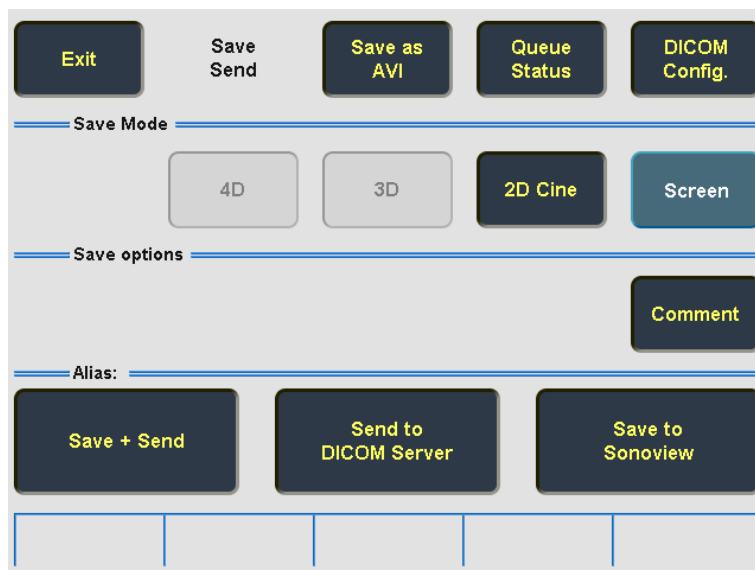 Exit
Save
Send
Save as
AVI
Queue
Status
DICOM
Config.
Save Mode
4D
3D
2D Cine
Screen
Save options
Comment
Alias:
Save + Send
Send to
DICOM Server
Save to
Sonoview